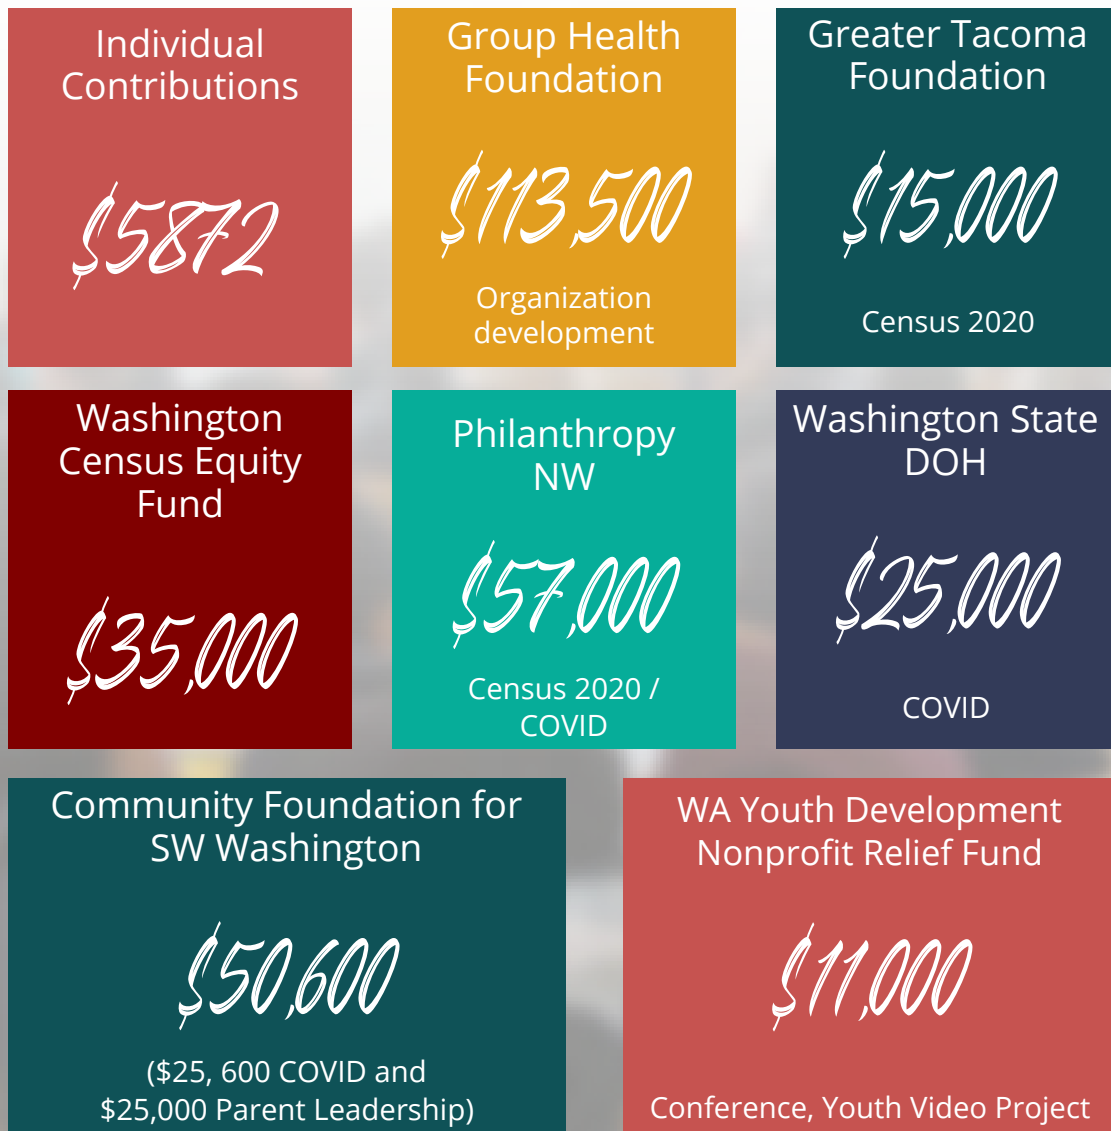 Individual
Contributions
$5872
Group Health
Foundation
$113,500
Organization
development
Greater Tacoma
Foundation
$15,000
Census 2020
Washington
Census Equity
Fund
$35,000
Philanthropy
NW
$57,000
Census 2020 /
COVID
Washington State
DOH
$25,000
COVID
Community Foundation for
SW Washington
$50,600
($25, 600 COVID and
$25,000 Parent Leadership)
WA Youth Development
Nonprofit Relief Fund
$11,000
Conference, Youth Video Project